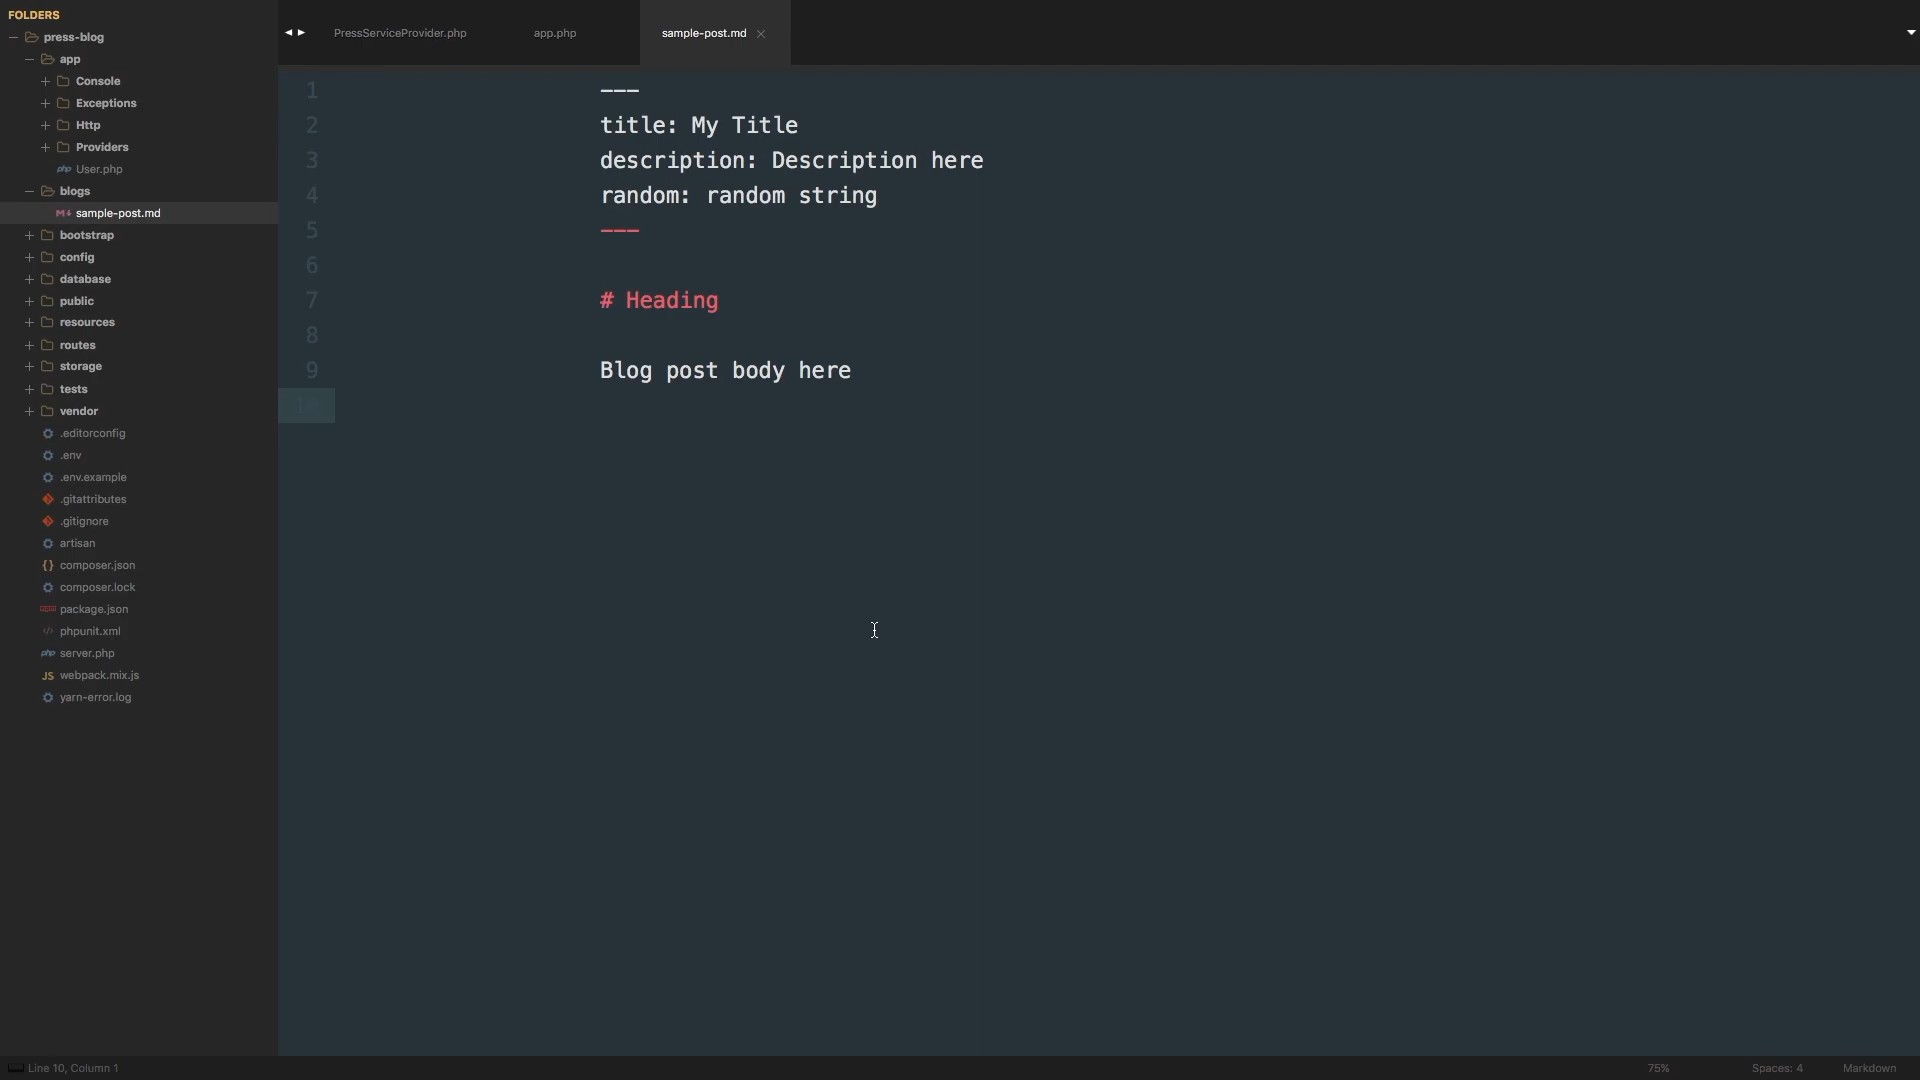 FOLDERS
press-blog
app
Console
Exceptions
Http
Providers
php User.php
blogs
M↓ sample-post.md
bootstrap
config
database
public
resources
routes
storage
tests
vendor
.editorconfig
.env
.env.example
.gitattributes
.gitignore
artisan
{} composer.json
composer.lock
package.json
</> phpunit.xml
php server.php
JS webpack.mix.js
yarn-error.log
PressServiceProvider.php app.php sample-post.md
1 ---
2 title: My Title
3 description: Description here
4 random: random string
5 ---
6
7 # Heading
8
9 Blog post body here
10
Line 10, Column 1 75% Spaces: 4 Markdown